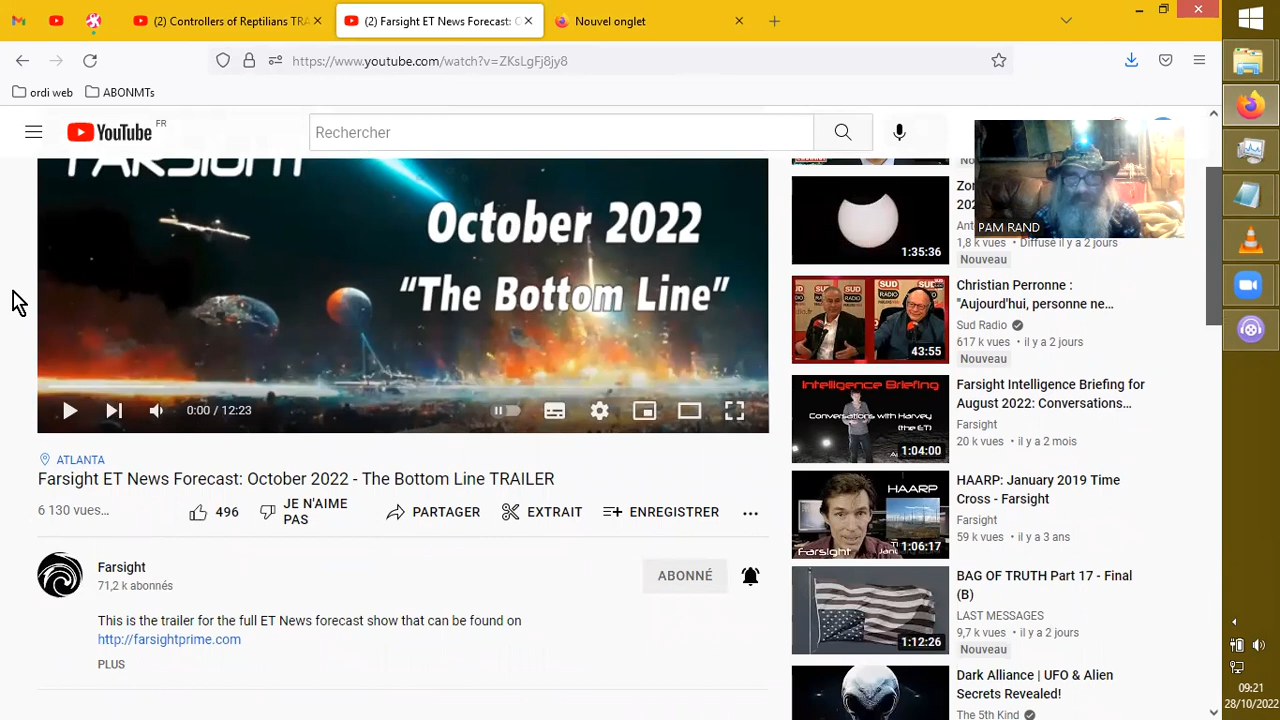 (2) Controllers of Reptilians TRA
(2) Farsight ET News Forecast: O
Nouvel onglet
https://www.youtube.com/watch?v=ZKsLgFj8jy8
ordi web
ABONMTs
YouTube FR
Rechercher
PAM RAND
FARSIGHT
October 2022
“The Bottom Line”
0:00 / 12:23
ATLANTA
Farsight ET News Forecast: October 2022 - The Bottom Line TRAILER
6 130 vues...
496
JE N'AIME PAS
PARTAGER
EXTRAIT
ENREGISTRER
...
Farsight
71,2 k abonnés
ABONNÉ
This is the trailer for the full ET News forecast show that can be found on
http://farsightprime.com
PLUS
1:35:36
1,8 k vues • Diffusé il y a 2 jours
Nouveau
SUD RADIO
43:55
Christian Perronne :
"Aujourd'hui, personne ne…
Sud Radio
617 k vues • il y a 2 jours
Nouveau
Intelligence Briefing
Conversations with Harvey
(the ET)
1:04:00
Farsight Intelligence Briefing for
August 2022: Conversations…
Farsight
20 k vues • il y a 2 mois
HAARP
Farsight
1:06:17
HAARP: January 2019 Time
Cross - Farsight
Farsight
59 k vues • il y a 3 ans
1:12:26
BAG OF TRUTH Part 17 - Final
(B)
LAST MESSAGES
9,7 k vues • il y a 2 jours
Nouveau
Dark Alliance | UFO & Alien
Secrets Revealed!
The 5th Kind
09:21
28/10/2022